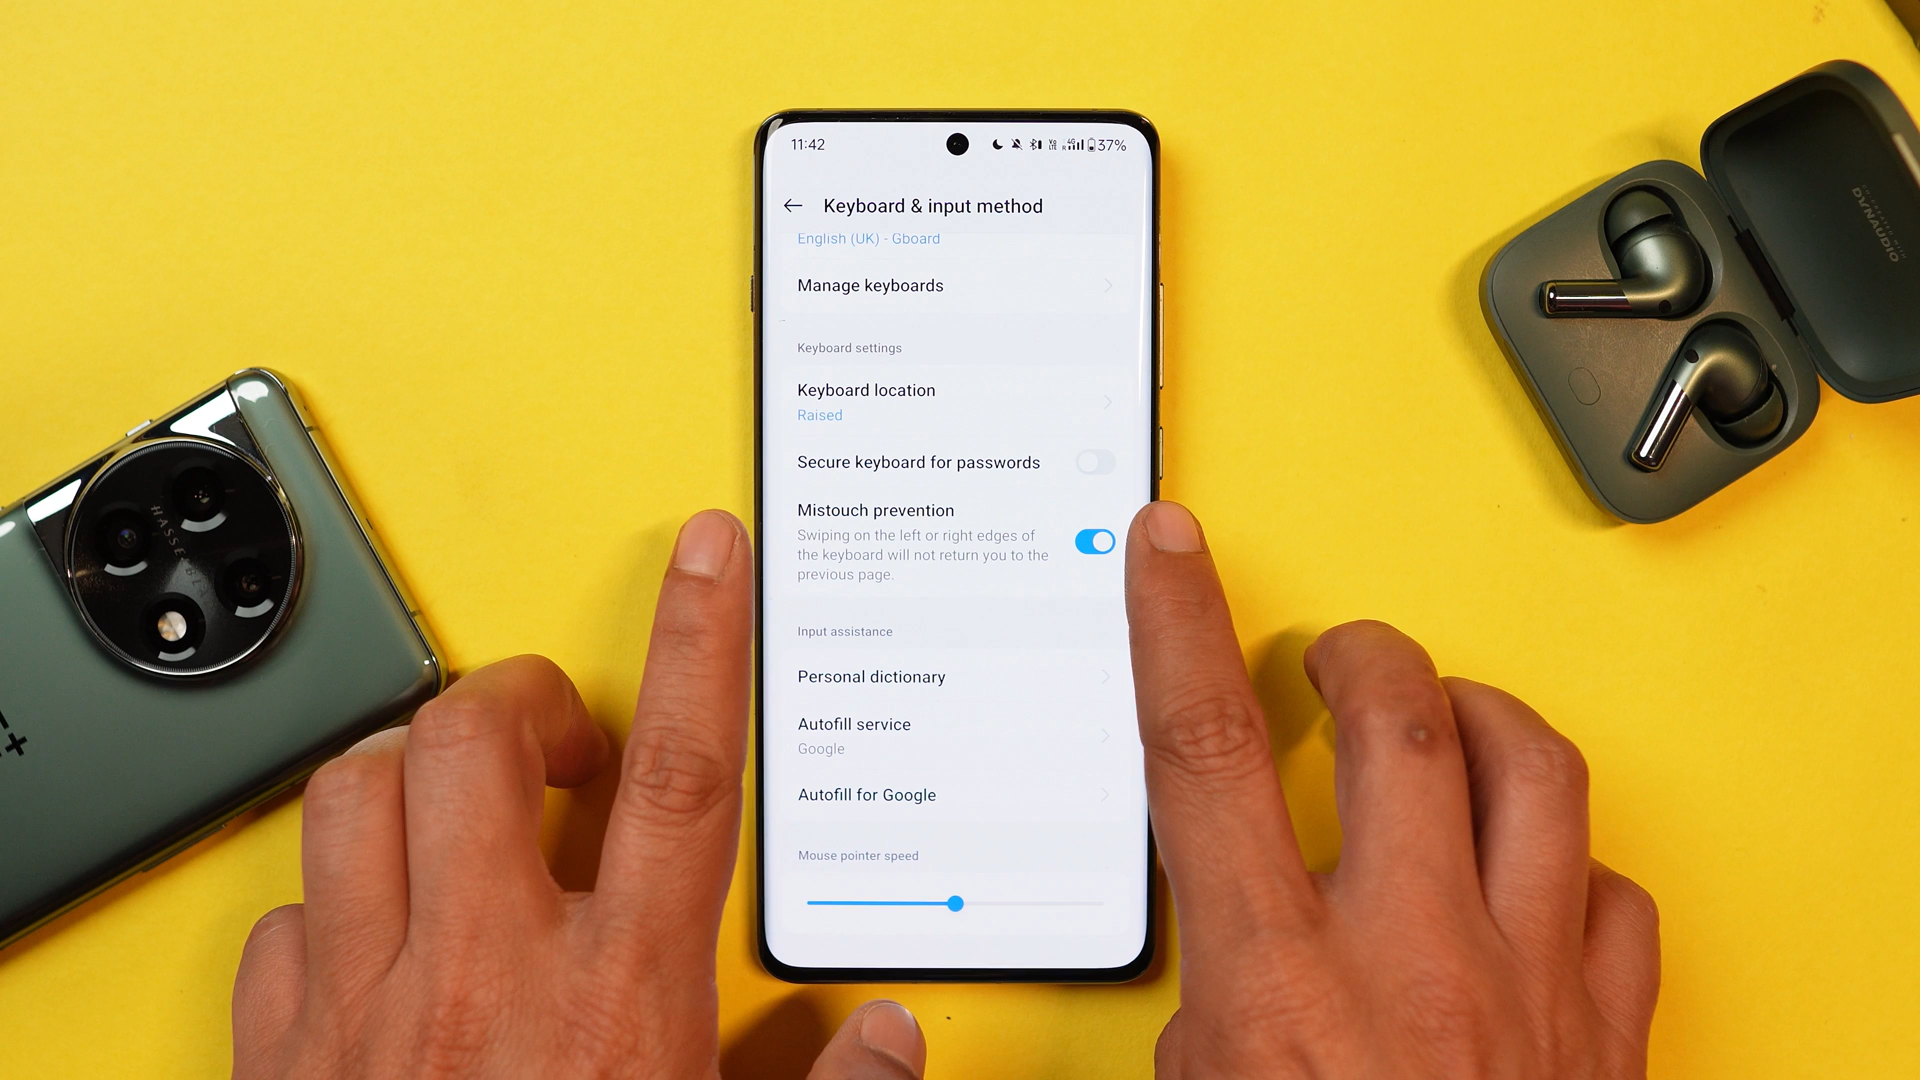 11:42
37%
Keyboard & input method
English (UK) - Gboard
Manage keyboards
Keyboard settings
Keyboard location
Raised
Secure keyboard for passwords
Mistouch prevention
Swiping on the left or right edges of
the keyboard will not return you to the
previous page.
Input assistance
Personal dictionary
Autofill service
Google
Autofill for Google
Mouse pointer speed
HASSELBLAD
DYNAUDIO